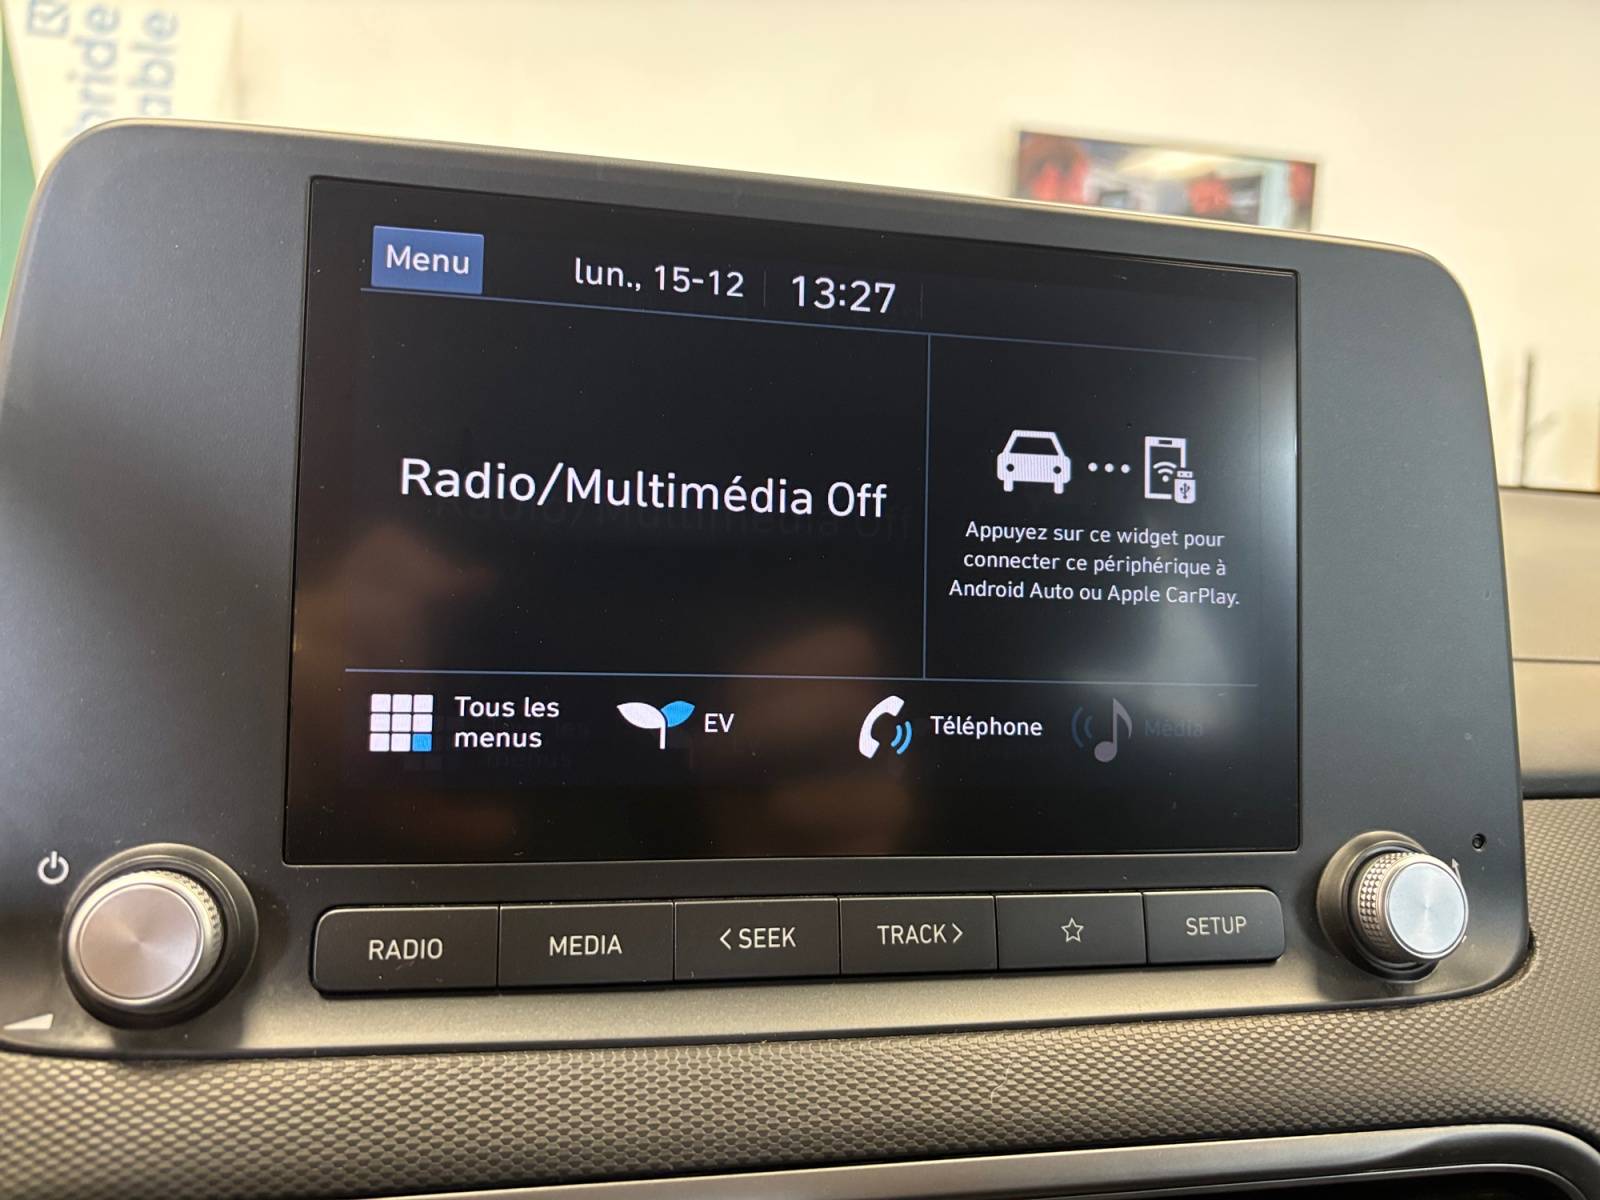 Menu
lun., 15-12
13:27
Radio/Multimédia Off
Appuyez sur ce widget pour
connecter ce périphérique à
Android Auto ou Apple CarPlay.
Tous les
menus
EV
Téléphone
Média
RADIO
MEDIA
<SEEK
TRACK>
SETUP